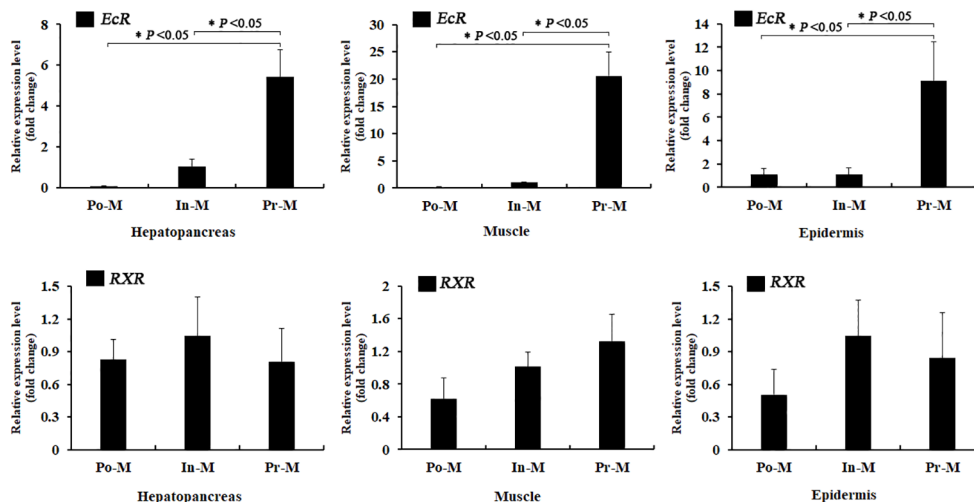 EcR
* P <0.05
* P <0.05
Relative expression level
(fold change)
8
6
4
2
0
Po-M In-M Pr-M
Hepatopancreas
EcR
* P <0.05
* P <0.05
Relative expression level
(fold change)
30
25
20
15
10
5
0
Po-M In-M Pr-M
Muscle
EcR
* P <0.05
* P <0.05
Relative expression level
(fold change)
14
12
10
8
6
4
2
0
Po-M In-M Pr-M
Epidermis
RXR
Relative expression level
(fold change)
1.5
1.2
0.9
0.6
0.3
0
Po-M In-M Pr-M
Hepatopancreas
RXR
Relative expression level
(fold change)
2
1.6
1.2
0.8
0.4
0
Po-M In-M Pr-M
Muscle
RXR
Relative expression level
(fold change)
1.5
1.2
0.9
0.6
0.3
0
Po-M In-M Pr-M
Epidermis